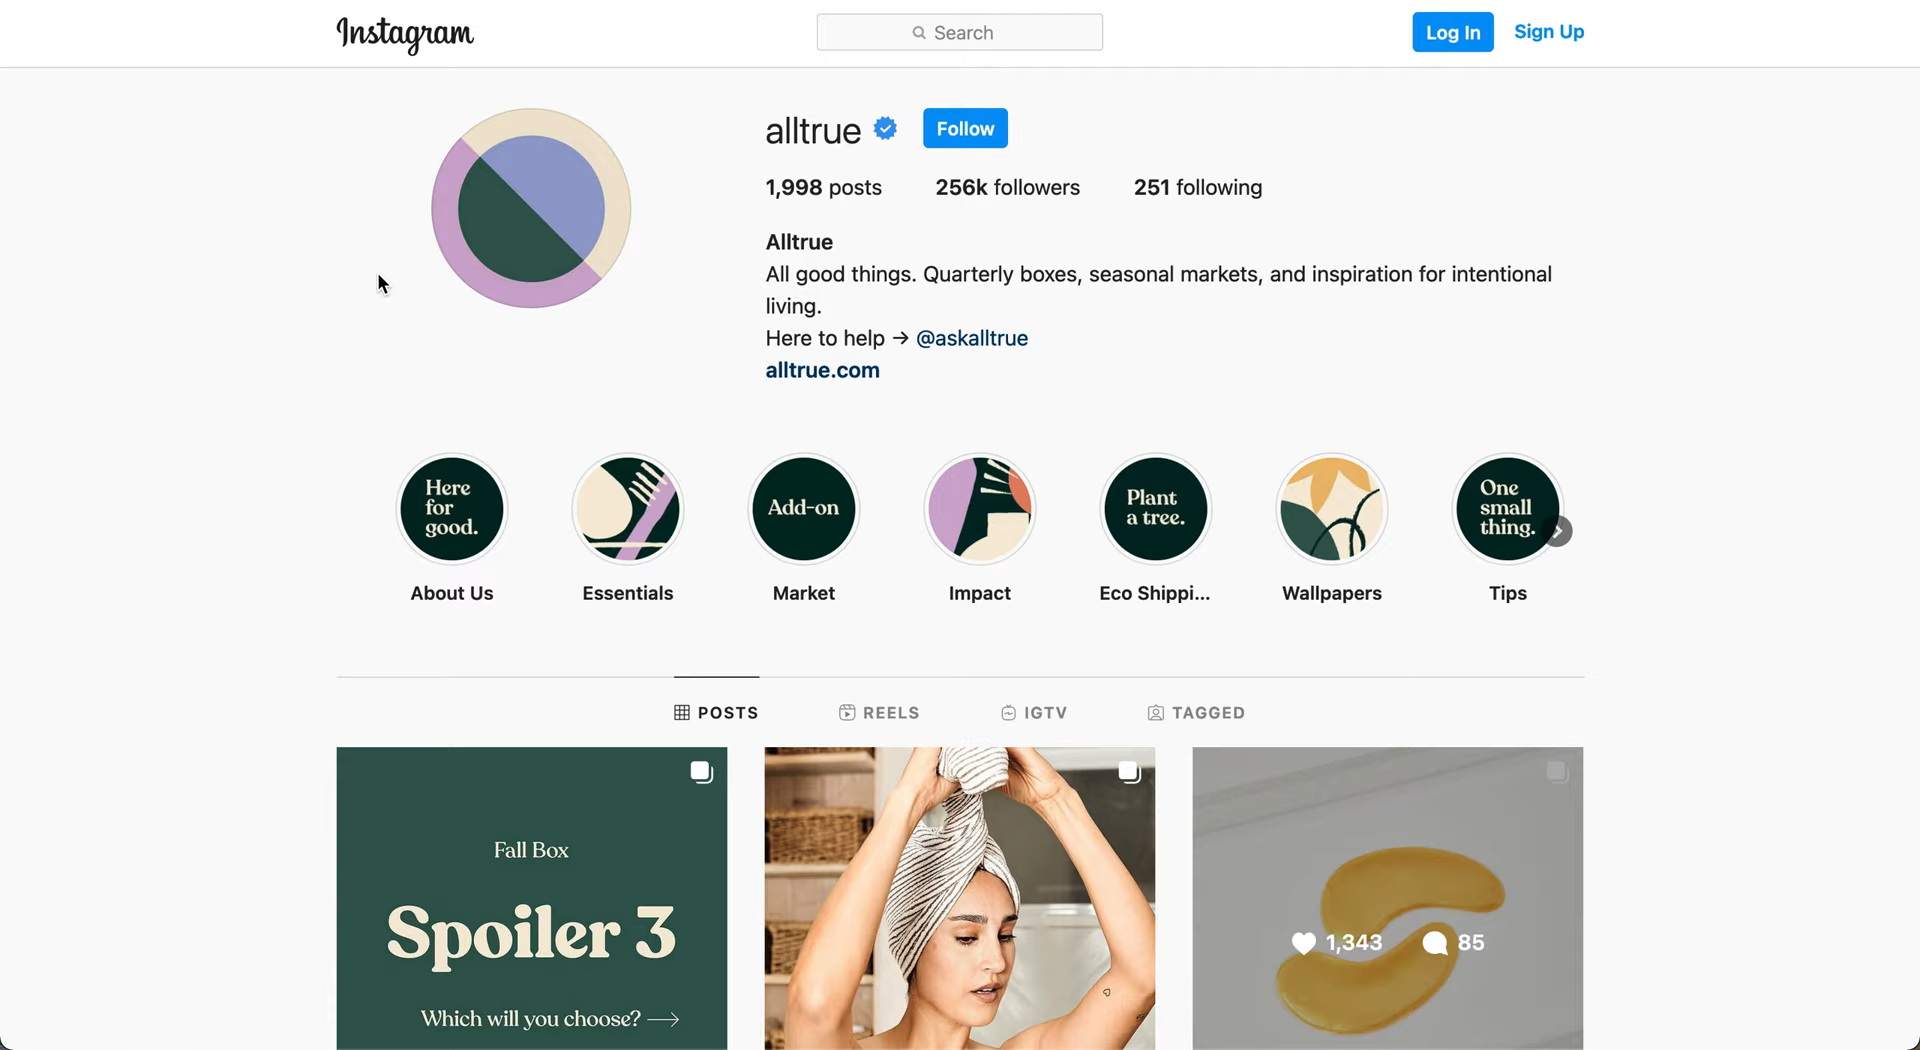 Instagram
Search
Log In
Sign Up
alltrue
Follow
1,998 posts
256k followers
251 following
Alltrue
All good things. Quarterly boxes, seasonal markets, and inspiration for intentional
living.
Here to help → @askalltrue
alltrue.com
Here
for
good.
Add-on
Plant
a tree.
One
small
thing.
About Us
Essentials
Market
Impact
Eco Shippi...
Wallpapers
Tips
POSTS
REELS
IGTV
TAGGED
Fall Box
Spoiler 3
Which will you choose? →
1,343
85